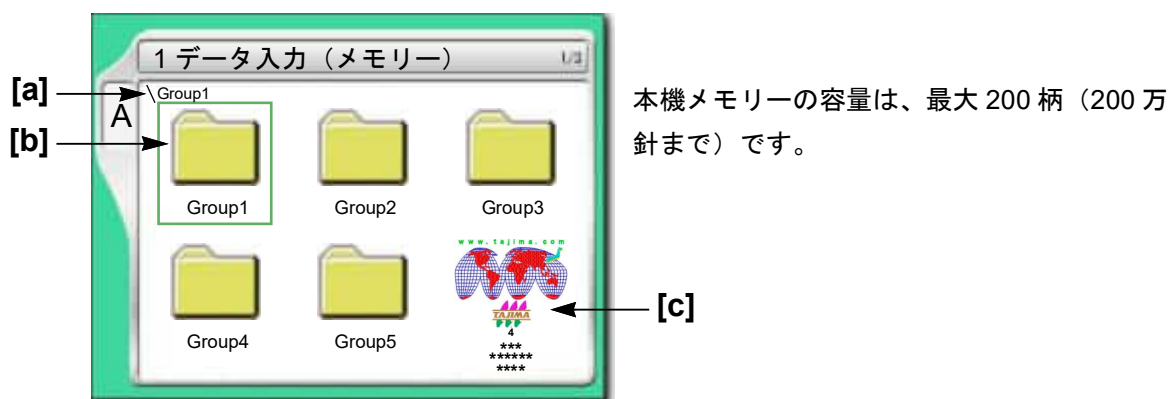 1 データ入力（メモリー）
1/3
[a]
\Group1
A
[b]
Group1
Group2
Group3
www.tajima.com
TAJIMA
4
***
******
****
[c]
Group4
Group5
本機メモリーの容量は、最大 200 柄（200 万
針まで）です。